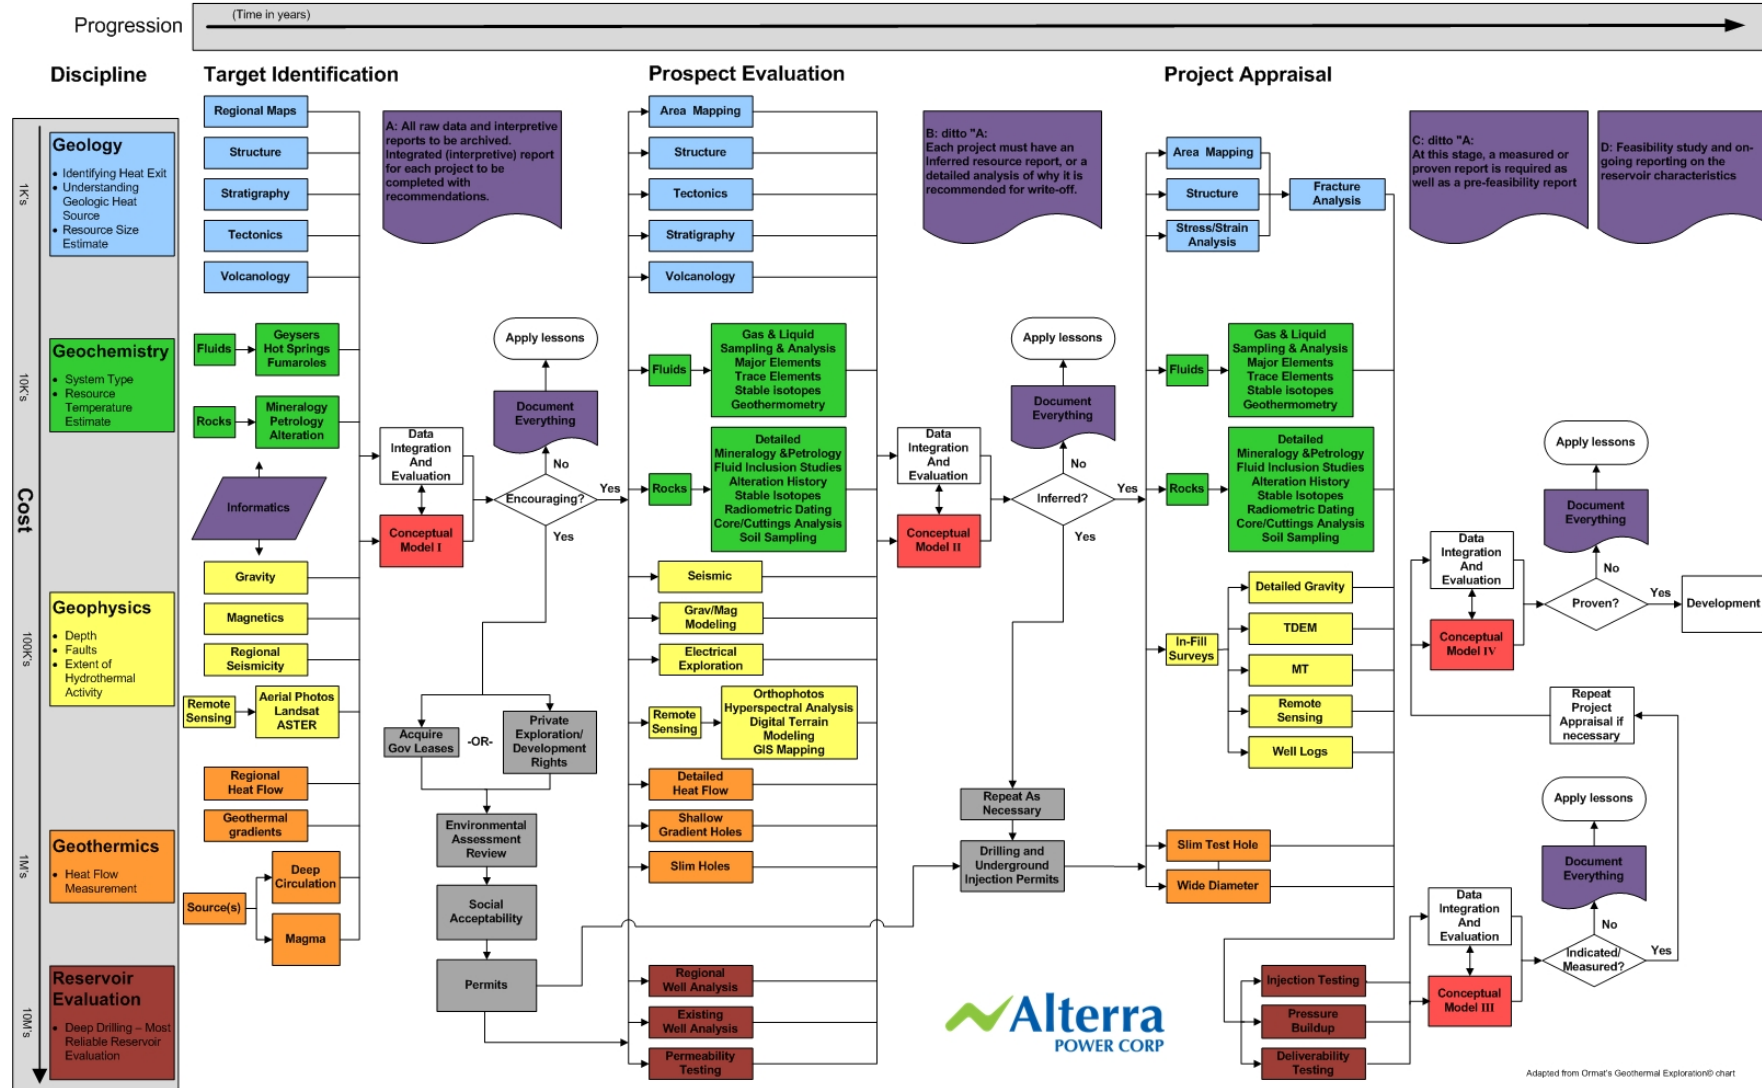 Progression
(Time in years)
Discipline
Target Identification
Prospect Evaluation
Project Appraisal
Cost
1K's
10K's
100K's
1M's
10M's
Geology
• Identifying Heat Exit
• Understanding
Geologic Heat
Source
• Resource Size
Estimate
Geochemistry
• System Type
• Resource
Temperature
Estimate
Geophysics
• Depth
• Faults
• Extent of
Hydrothermal
Activity
Geothermics
• Heat Flow
Measurement
Reservoir
Evaluation
• Deep Drilling – Most
Reliable Reservoir
Evaluation
Regional Maps
Structure
Stratigraphy
Tectonics
Volcanology
Fluids
Geysers
Hot Springs
Fumaroles
Rocks
Mineralogy
Petrology
Alteration
Informatics
Gravity
Magnetics
Regional
Seismicity
Remote
Sensing
Aerial Photos
Landsat
ASTER
Regional
Heat Flow
Geothermal
gradients
Source(s)
Deep
Circulation
Magma
A: All raw data and interpretive
reports to be archived.
Integrated (interpretive) report
for each project to be
completed with
recommendations.
Apply lessons
Document
Everything
No
Data
Integration
And
Evaluation
Conceptual
Model I
Encouraging?
Yes
Yes
Acquire
Gov Leases
-OR-
Private
Exploration/
Development
Rights
Environmental
Assessment
Review
Social
Acceptability
Permits
Area Mapping
Structure
Tectonics
Stratigraphy
Volcanology
Fluids
Gas & Liquid
Sampling & Analysis
Major Elements
Trace Elements
Stable isotopes
Geothermometry
Rocks
Detailed
Mineralogy &Petrology
Fluid Inclusion Studies
Alteration History
Stable Isotopes
Radiometric Dating
Core/Cuttings Analysis
Soil Sampling
Seismic
Grav/Mag
Modeling
Electrical
Exploration
Remote
Sensing
Orthophotos
Hyperspectral Analysis
Digital Terrain
Modeling
GIS Mapping
Detailed
Heat Flow
Shallow
Gradient Holes
Slim Holes
Regional
Well Analysis
Existing
Well Analysis
Permeability
Testing
B: ditto "A:
Each project must have an
Inferred resource report, or a
detailed analysis of why it is
recommended for write-off.
Apply lessons
Document
Everything
No
Data
Integration
And
Evaluation
Conceptual
Model II
Inferred?
Yes
Yes
Repeat As
Necessary
Drilling and
Underground
Injection Permits
Area Mapping
Structure
Stress/Strain
Analysis
Fracture
Analysis
Fluids
Gas & Liquid
Sampling & Analysis
Major Elements
Trace Elements
Stable isotopes
Geothermometry
Rocks
Detailed
Mineralogy &Petrology
Fluid Inclusion Studies
Alteration History
Stable Isotopes
Radiometric Dating
Core/Cuttings Analysis
Soil Sampling
In-Fill
Surveys
Detailed Gravity
TDEM
MT
Remote
Sensing
Well Logs
Slim Test Hole
Wide Diameter
Injection Testing
Pressure
Buildup
Deliverability
Testing
C: ditto "A:
At this stage, a measured or
proven report is required as
well as a pre-feasibility report
D: Feasibility study and on-
going reporting on the
reservoir characteristics
Apply lessons
Document
Everything
No
Data
Integration
And
Evaluation
Conceptual
Model IV
Proven?
Yes
Development
Repeat
Project
Appraisal if
necessary
Apply lessons
Document
Everything
No
Data
Integration
And
Evaluation
Conceptual
Model III
Indicated/
Measured?
Yes
Alterra
POWER CORP
Adapted from Ormat's Geothermal Exploration© chart